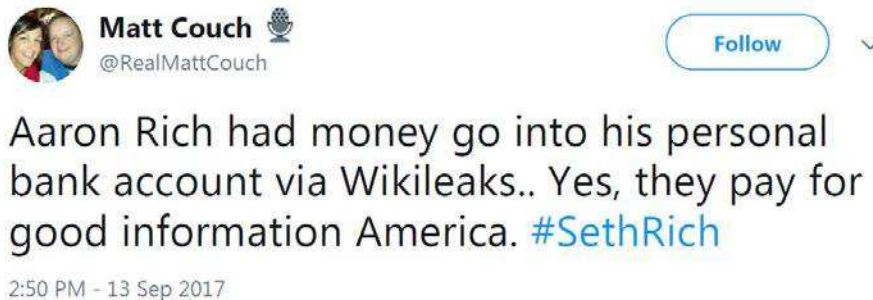 Matt Couch
@RealMattCouch
Follow
Aaron Rich had money go into his personal
bank account via Wikileaks.. Yes, they pay for
good information America. #SethRich
2:50 PM - 13 Sep 2017